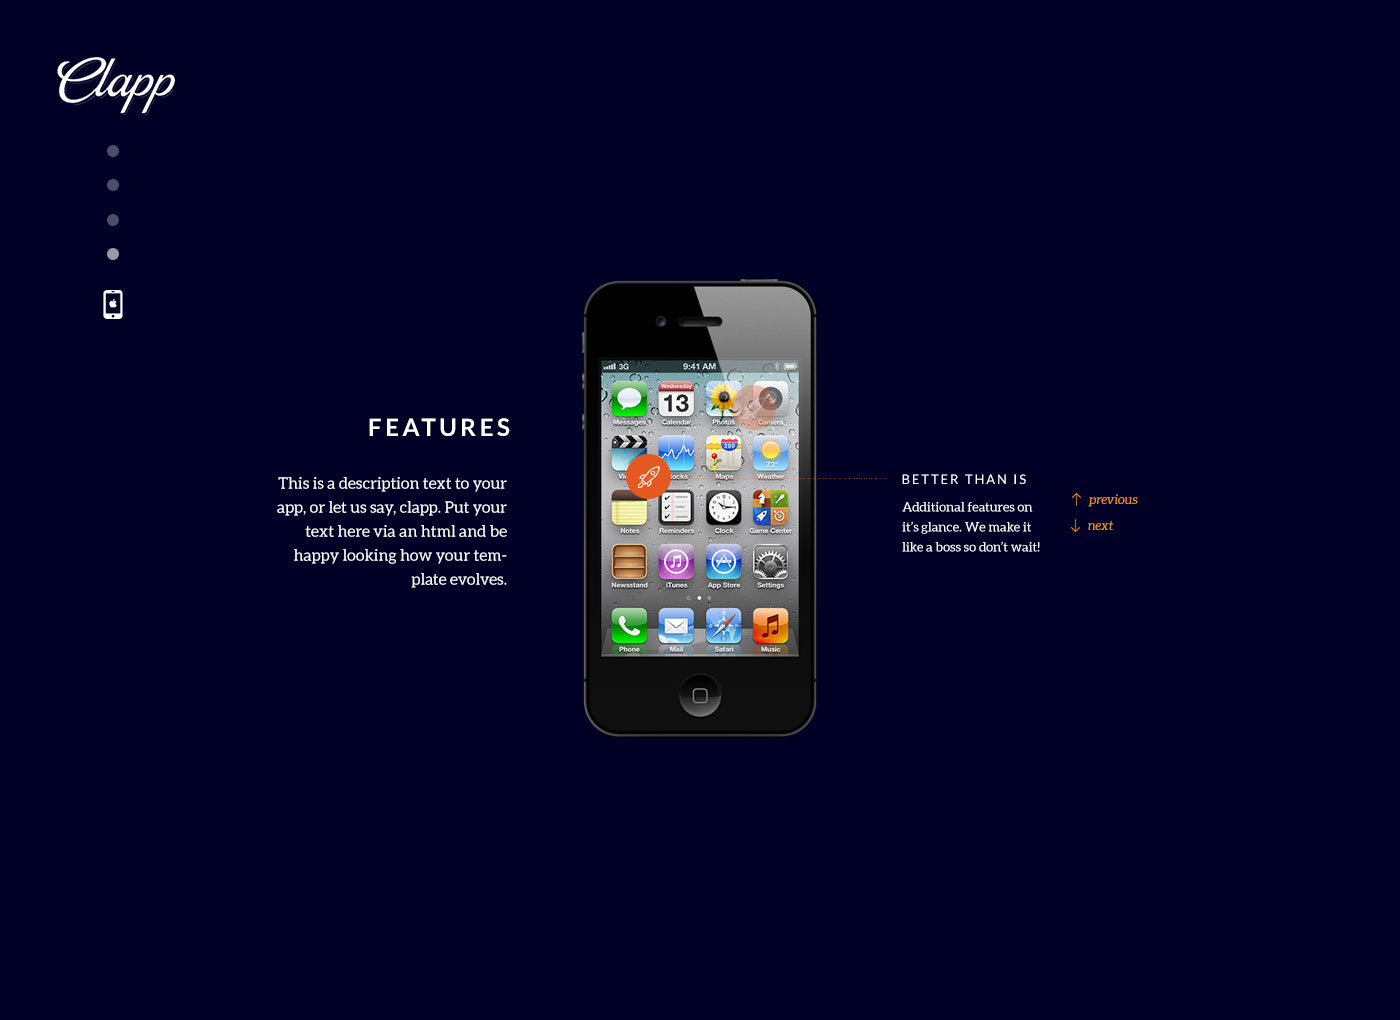 Clapp
FEATURES
This is a description text to your
app, or let us say, clapp. Put your
text here via an html and be
happy looking how your tem-
plate evolves.
3G 9:41 AM
Wednesday
13
Messages Calendar Photos Camera
280
73°
Maps Weather
Notes Reminders Clock Game Center
Newsstand iTunes App Store Settings
Phone Mail Safari Music
BETTER THAN IS
Additional features on
it's glance. We make it
like a boss so don't wait!
previous
next